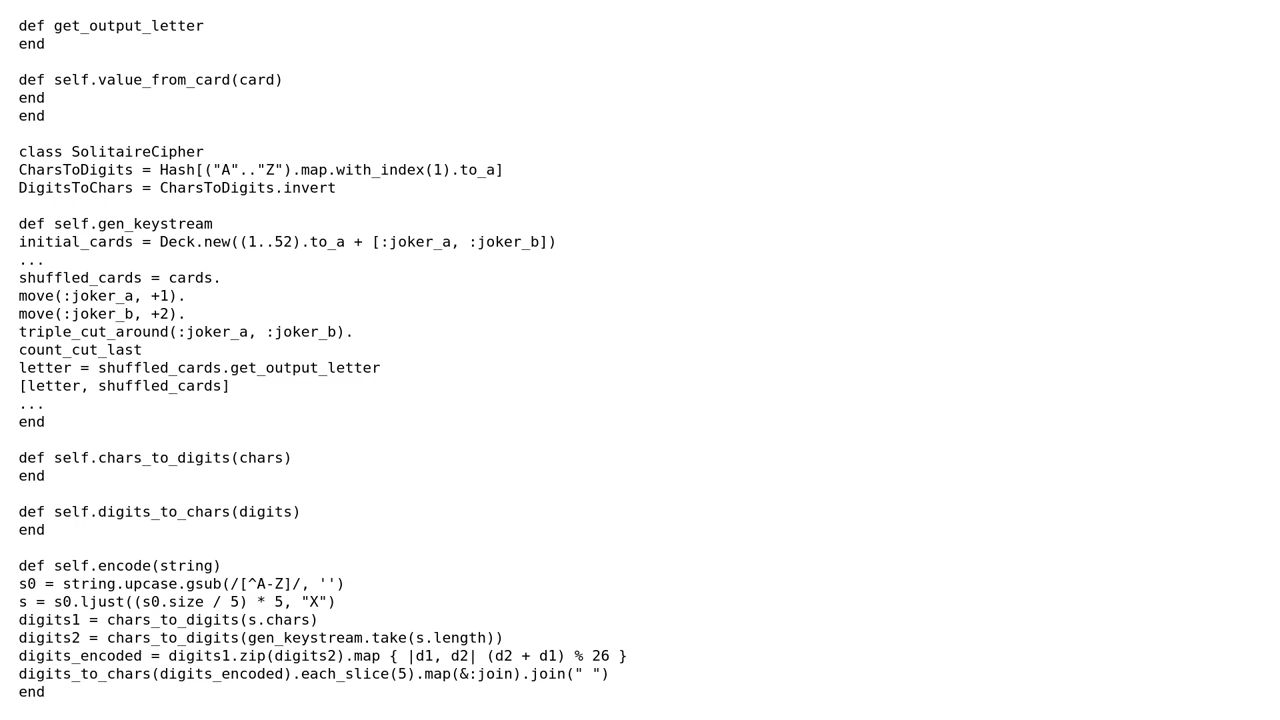 def get_output_letter
end

def self.value_from_card(card)
end
end

class SolitaireCipher
CharsToDigits = Hash[("A".."Z").map.with_index(1).to_a]
DigitsToChars = CharsToDigits.invert

def self.gen_keystream
initial_cards = Deck.new((1..52).to_a + [:joker_a, :joker_b])
...
shuffled_cards = cards.
move(:joker_a, +1).
move(:joker_b, +2).
triple_cut_around(:joker_a, :joker_b).
count_cut_last
letter = shuffled_cards.get_output_letter
[letter, shuffled_cards]
...
end

def self.chars_to_digits(chars)
end

def self.digits_to_chars(digits)
end

def self.encode(string)
s0 = string.upcase.gsub(/[^A-Z]/, '')
s = s0.ljust((s0.size / 5) * 5, "X")
digits1 = chars_to_digits(s.chars)
digits2 = chars_to_digits(gen_keystream.take(s.length))
digits_encoded = digits1.zip(digits2).map { |d1, d2| (d2 + d1) % 26 }
digits_to_chars(digits_encoded).each_slice(5).map(&:join).join(" ")
end